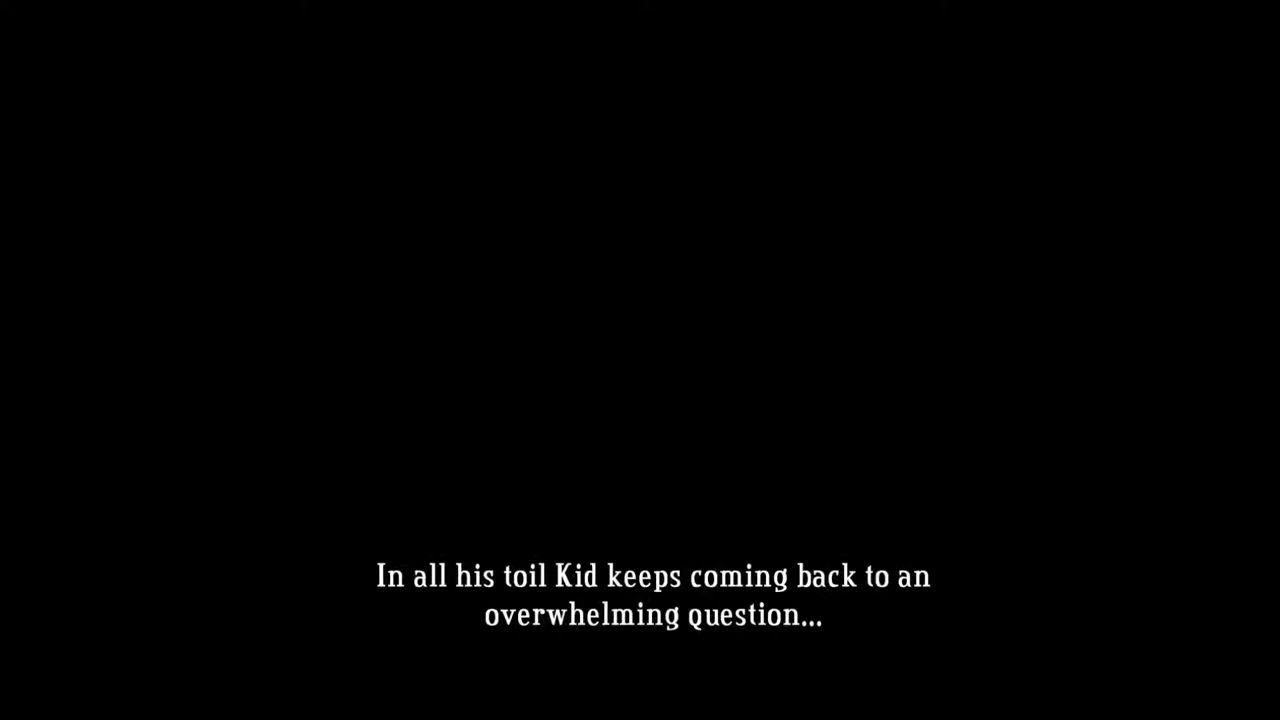 In all his toil Kid keeps coming back to an
overwhelming question...